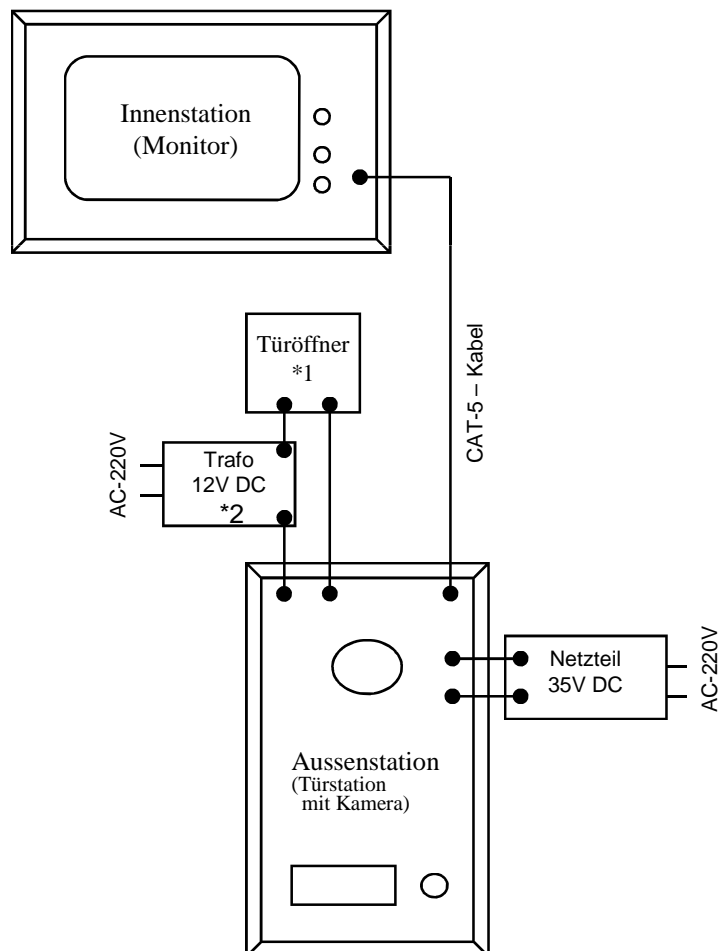 Innenstation
(Monitor)
CAT-5 – Kabel
Türöffner
*1
AC-220V
Trafo
12V DC
*2
Netzteil
35V DC
AC-220V
Aussenstation
(Türstation
mit Kamera)